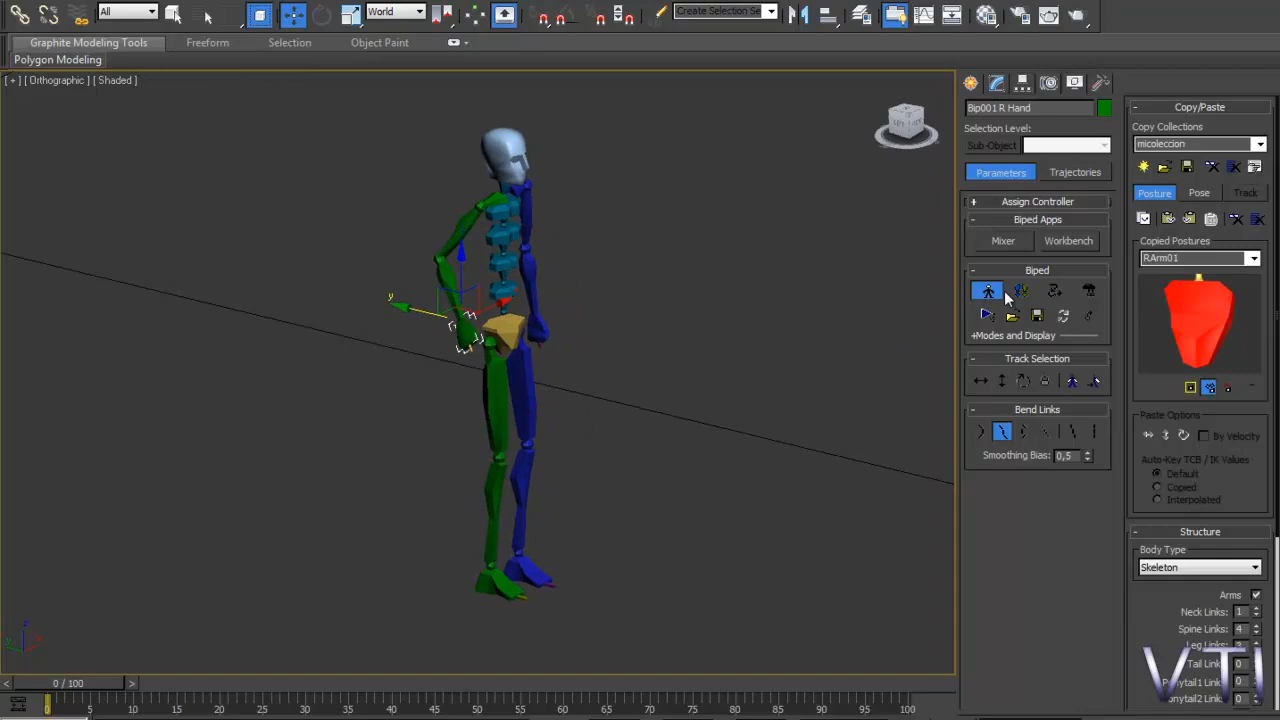 All
World
Create Selection Se
Graphite Modeling Tools
Freeform
Selection
Object Paint
Polygon Modeling
[ + ] [ Orthographic ] [ Shaded ]
y
z
Bip001 R Hand
Selection Level:
Sub-Object
Parameters
Trajectories
+ Assign Controller
- Biped Apps
Mixer
Workbench
- Biped
+Modes and Display
- Track Selection
- Bend Links
Smoothing Bias: 0,5
- Copy/Paste
Copy Collections
micoleccion
Posture
Pose
Track
Copied Postures
RArm01
Paste Options
By Velocity
Auto-Key TCB / IK Values
Default
Copied
Interpolated
- Structure
Body Type
Skeleton
Arms
Neck Links: 1
Spine Links: 4
Leg Links:
Tail Links: 0
Ponytail1 Links: 0
Ponytail2 Links: 0
VTI
< 0 / 100 >
0 5 10 15 20 25 30 35 40 45 50 55 60 65 70 75 80 85 90 95 100